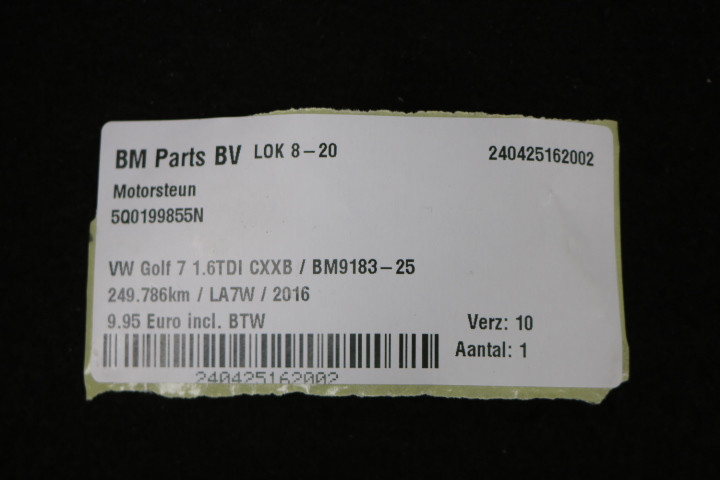 BM Parts BV LOK 8-20 240425162002
Motorsteun
5Q0199855N
VW Golf 7 1.6TDI CXXB / BM9183-25
249.786km / LA7W / 2016
9.95 Euro incl. BTW Verz: 10
Aantal: 1
240425162002